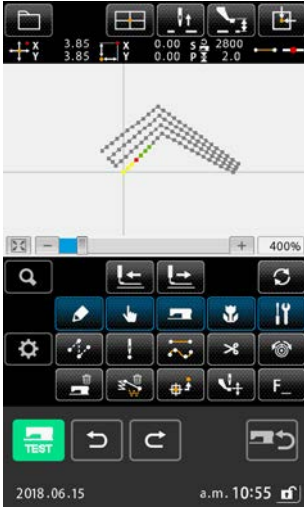 X 3.85 X 0.00 S 2800
Y 3.85 Y 0.00 P 2.0
400%
F_
TEST
2018.06.15 a.m. 10:55